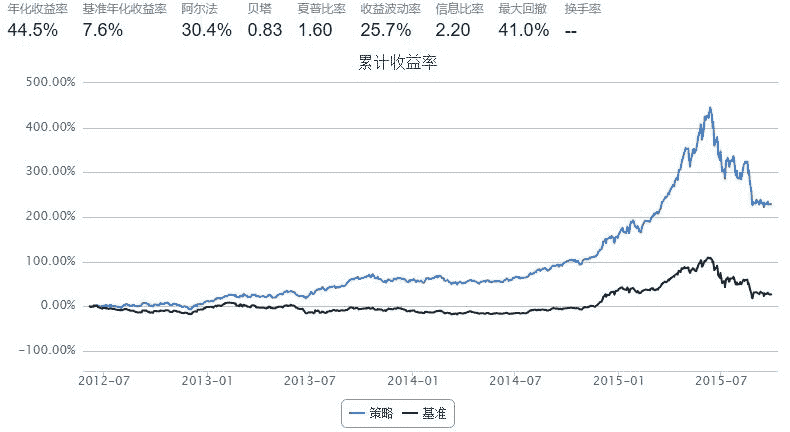 年化收益率 基准年化收益率 阿尔法 贝塔 夏普比率 收益波动率 信息比率 最大回撤 换手率
44.5% 7.6% 30.4% 0.83 1.60 25.7% 2.20 41.0% --
累计收益率
500.00%
400.00%
300.00%
200.00%
100.00%
0.00%
-100.00%
2012-07 2013-01 2013-07 2014-01 2014-07 2015-01 2015-07
策略 基准